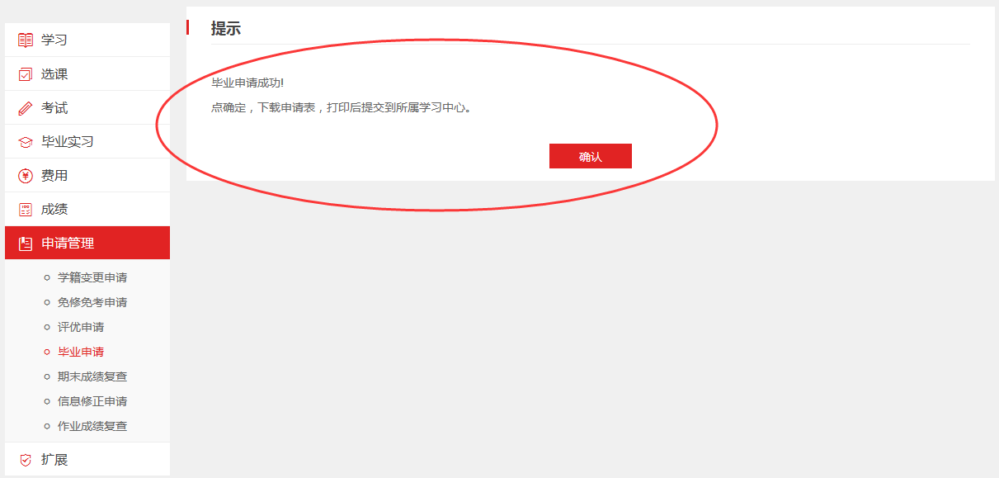 学习
选课
考试
毕业实习
费用
成绩
申请管理
学籍变更申请
免修免考申请
评优申请
毕业申请
期末成绩复查
信息修正申请
作业成绩复查
扩展
提示
毕业申请成功!
点确定，下载申请表，打印后提交到所属学习中心。
确认